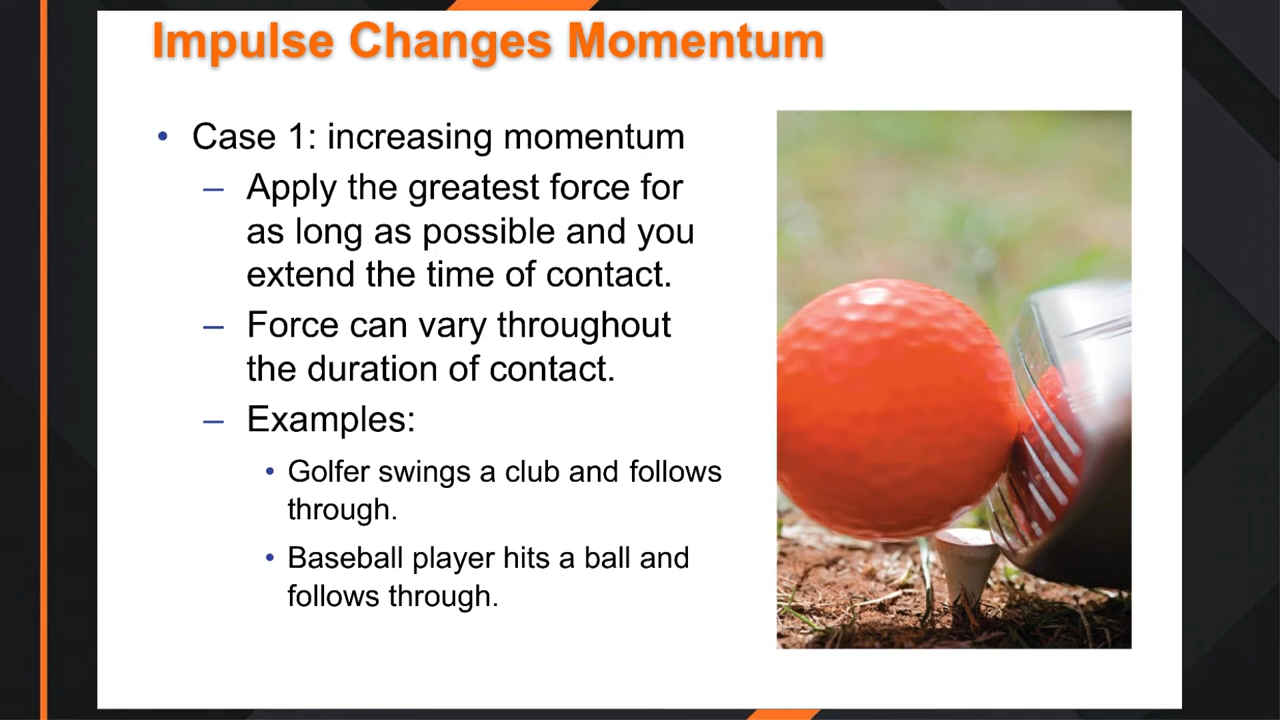 Impulse Changes Momentum
• Case 1: increasing momentum
– Apply the greatest force for
as long as possible and you
extend the time of contact.
– Force can vary throughout
the duration of contact.
– Examples:
• Golfer swings a club and follows
through.
• Baseball player hits a ball and
follows through.